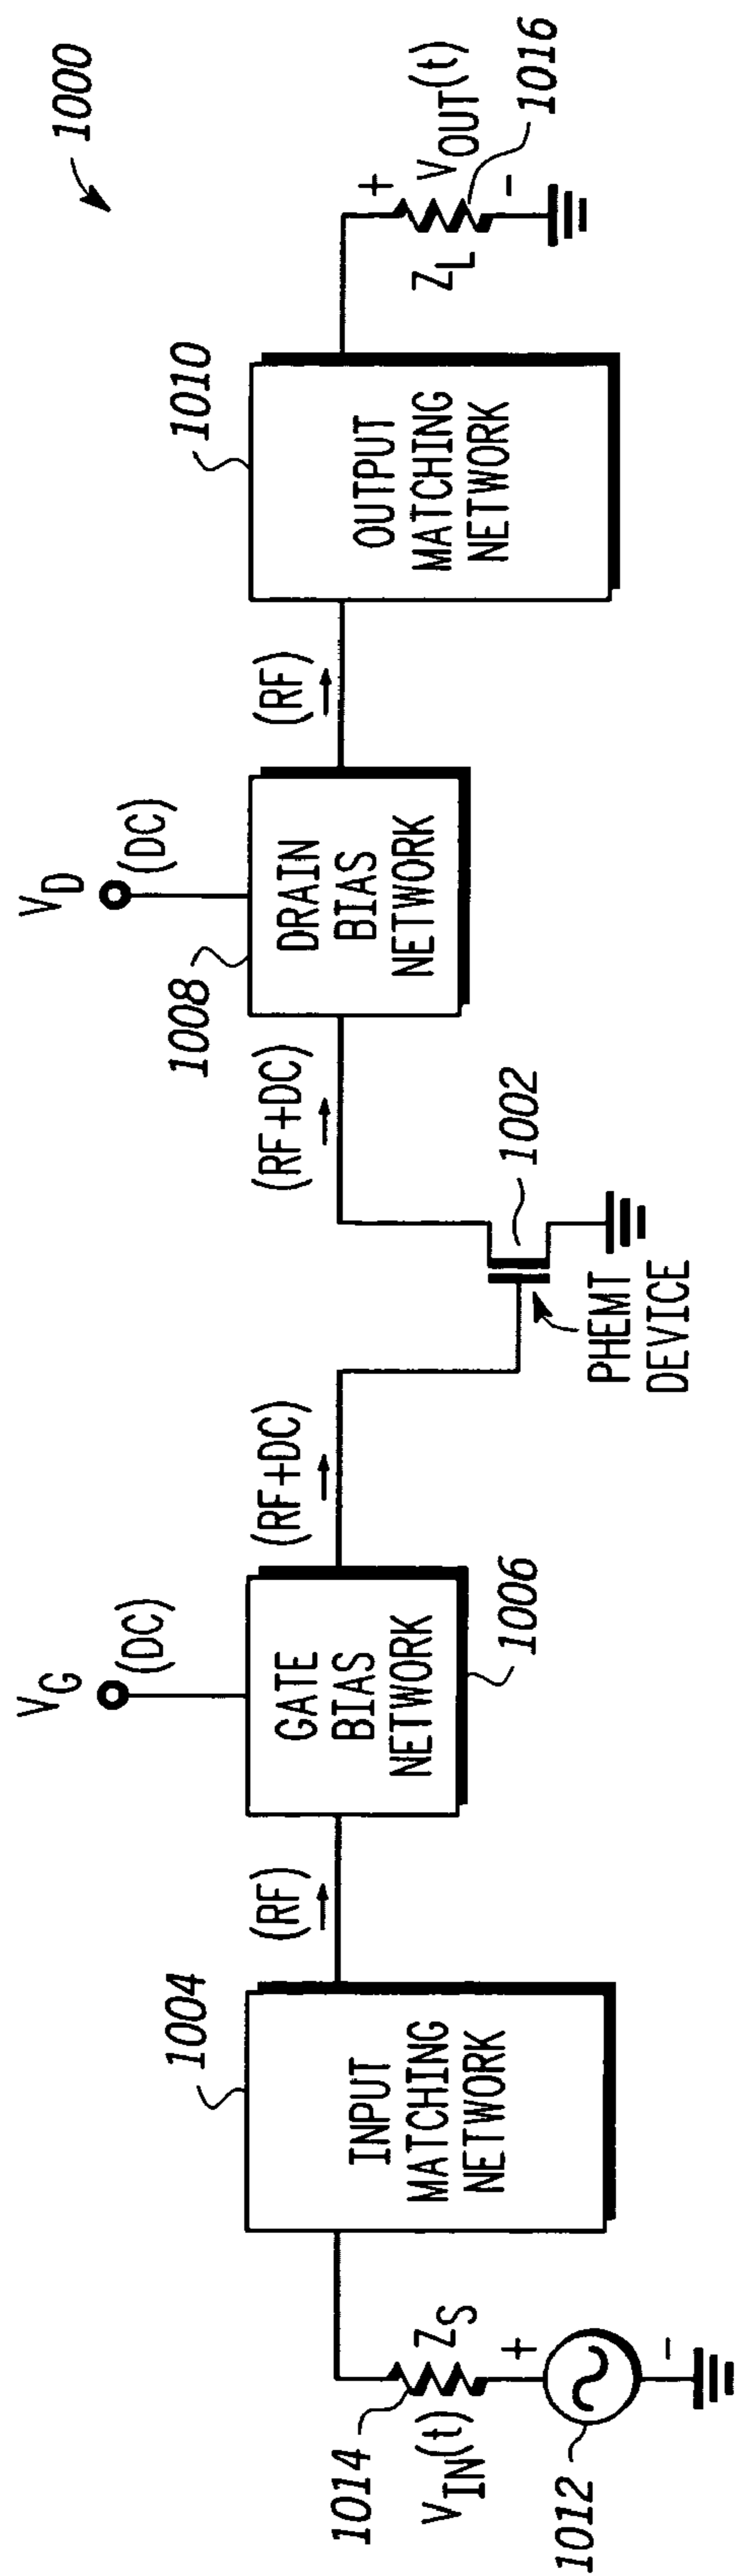 1000
V_G
(DC)
V_D
(DC)
1004
INPUT
MATCHING
NETWORK
(RF)
GATE
BIAS
NETWORK
1006
(RF+DC)
PHEMT
DEVICE
1002
(RF+DC)
1008
DRAIN
BIAS
NETWORK
(RF)
1010
OUTPUT
MATCHING
NETWORK
1014
Z_S
V_IN(t)
+
-
1012
Z_L
+
V_OUT(t)
-
1016